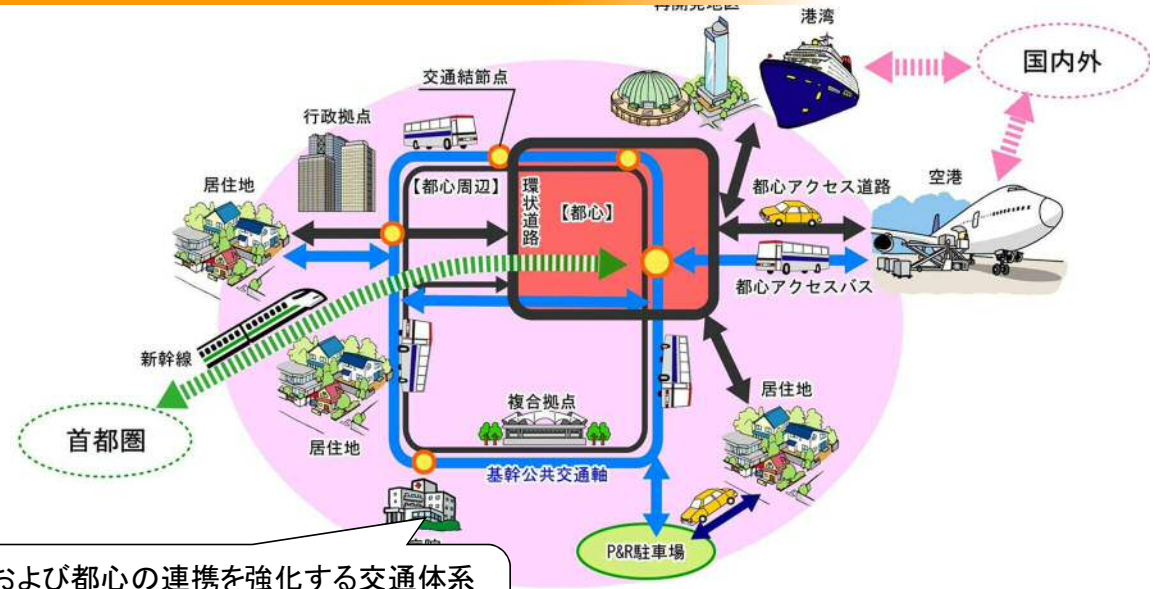 港湾
国内外
交通結節点
行政拠点
【都心周辺】
環状道路
【都心】
都心アクセス道路
空港
居住地
都心アクセスバス
新幹線
居住地
複合拠点
居住地
首都圏
基幹公共交通軸
P&R駐車場
および都心の連携を強化する交通体系